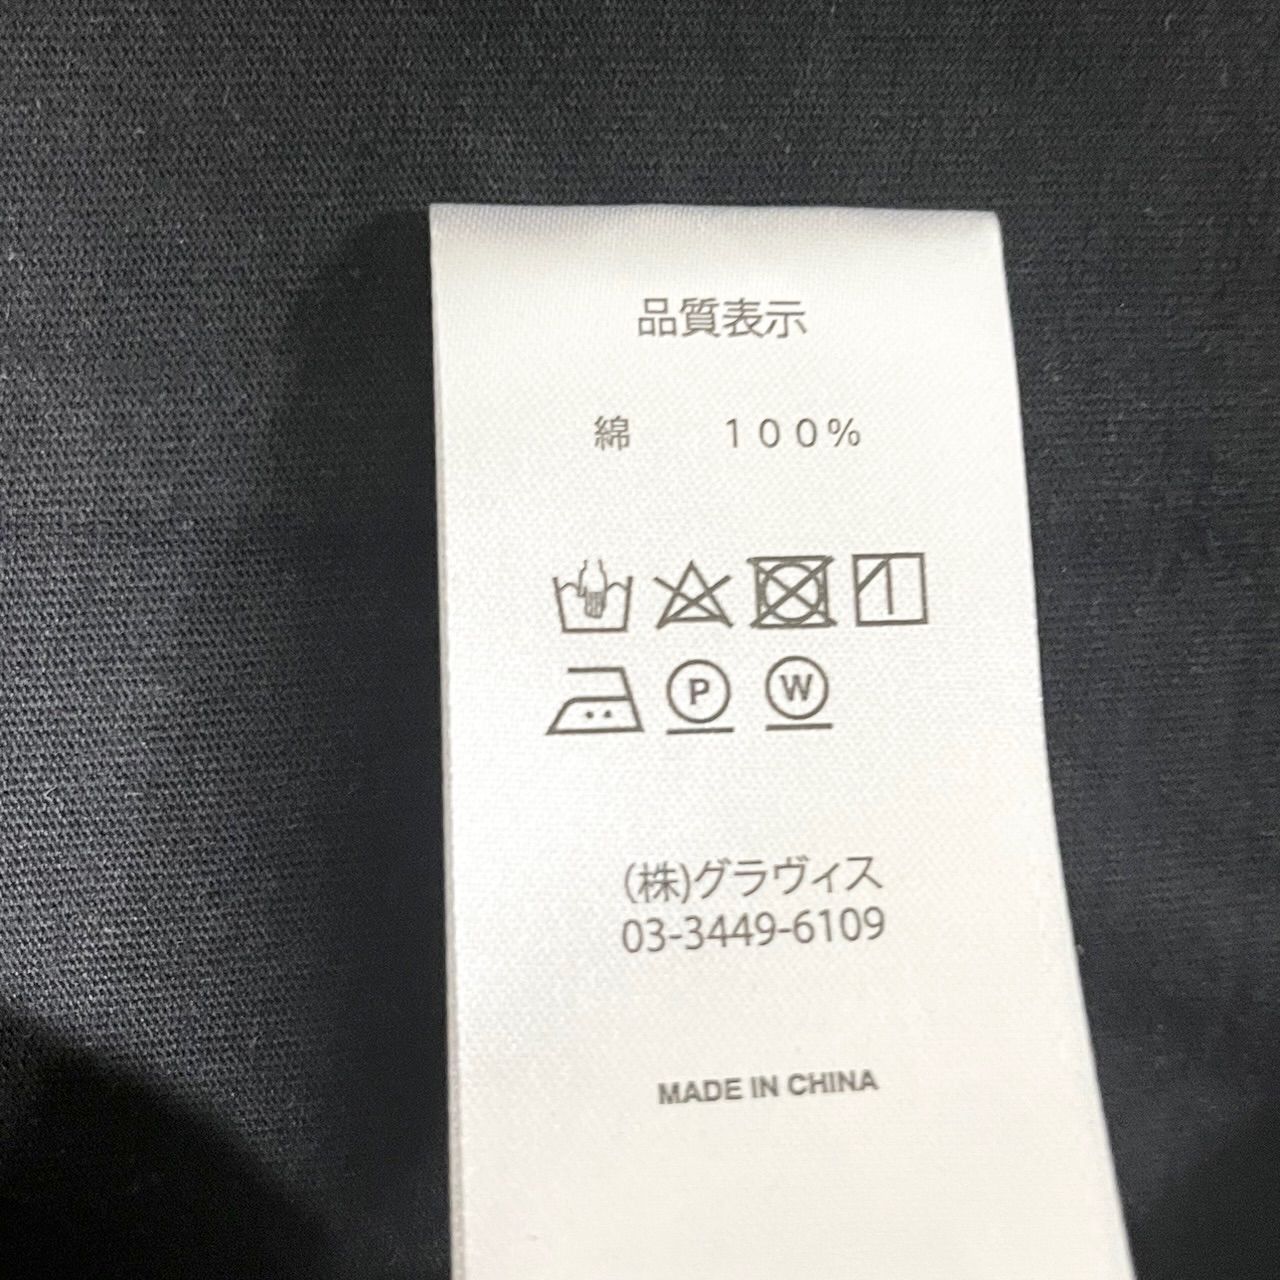 品質表示
綿　１００％
P W
(株)グラヴィス
03-3449-6109
MADE IN CHINA